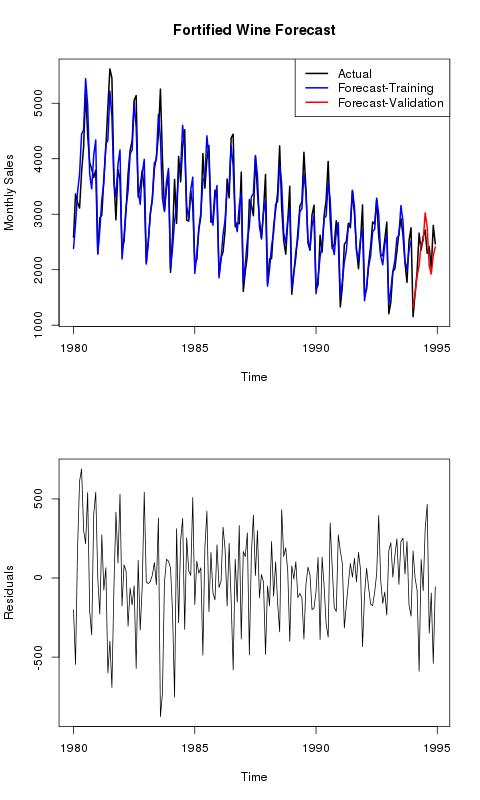 Fortified Wine Forecast
Actual
Forecast-Training
Forecast-Validation
Monthly Sales
5000
4000
3000
2000
1000
1980 1985 1990 1995
Time
Residuals
500
0
-500
1980 1985 1990 1995
Time